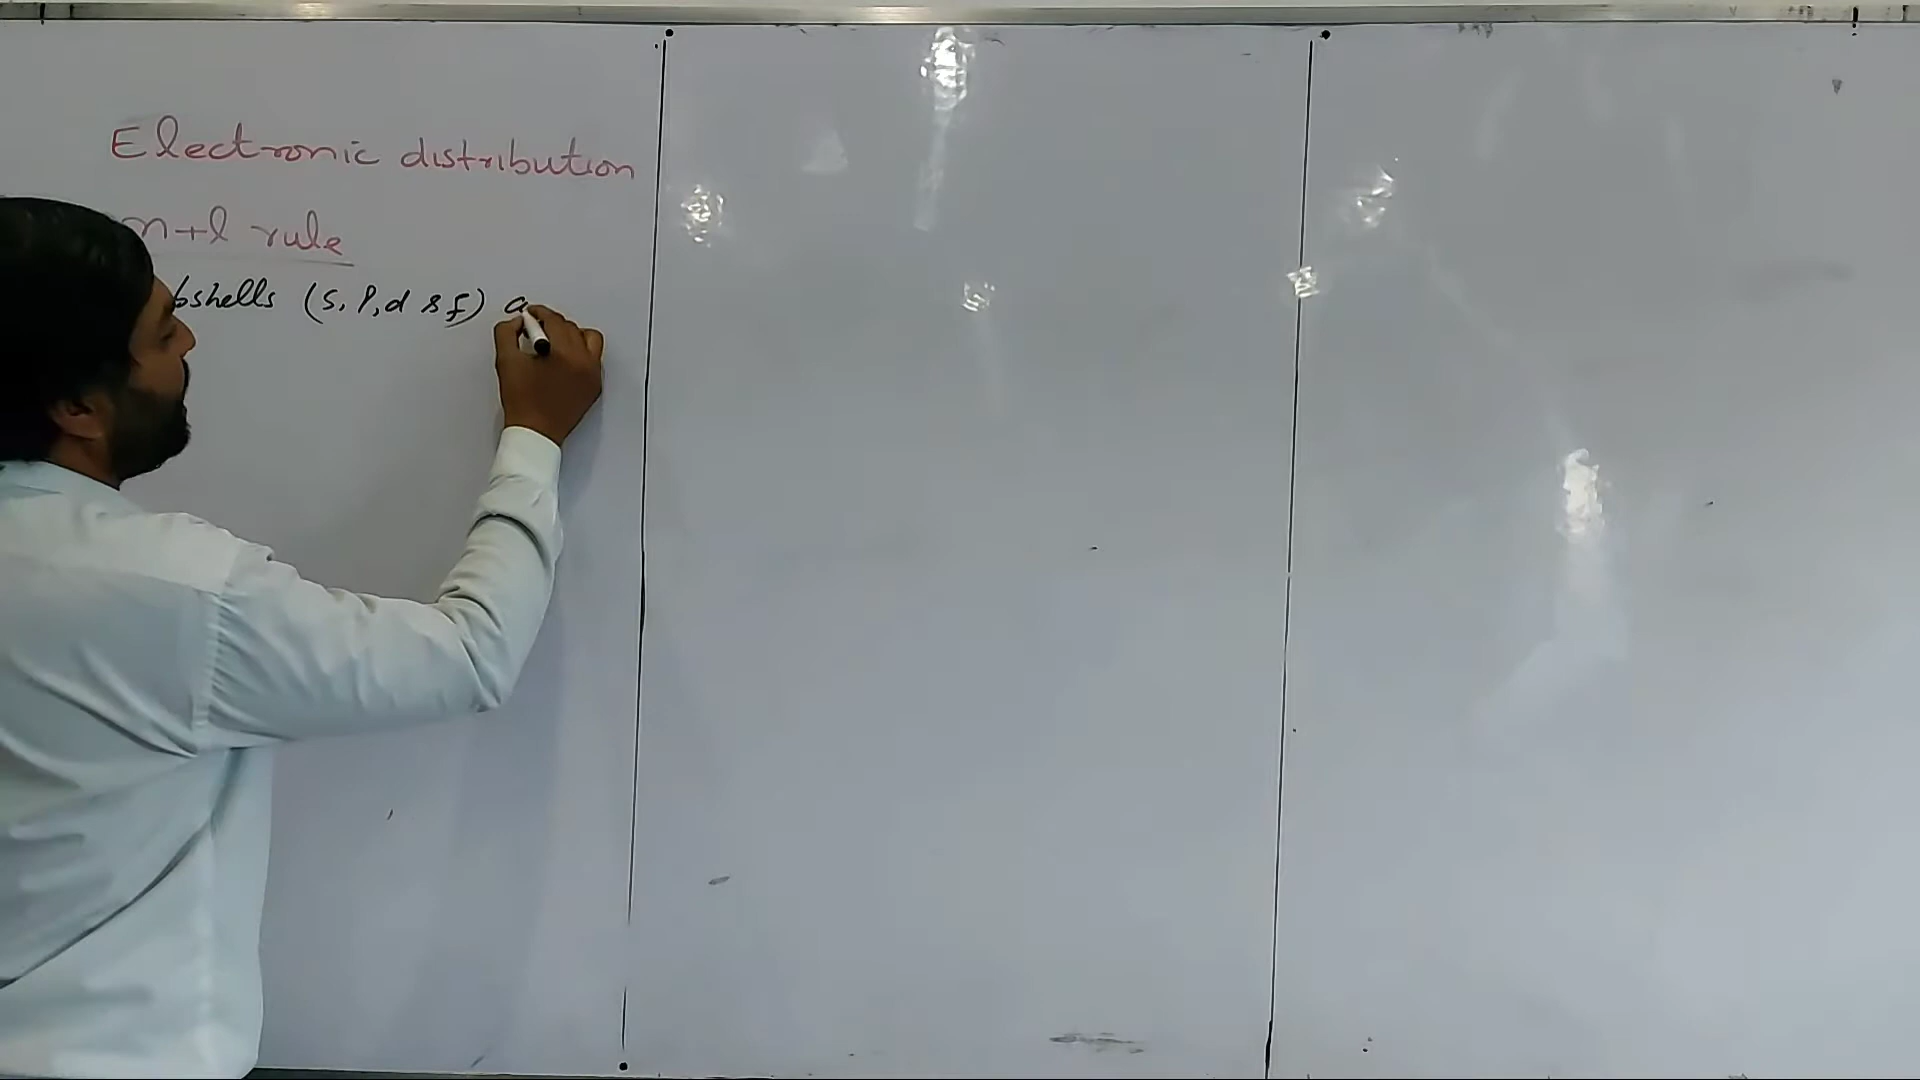 Electronic distribution
n+l rule
bshells (s, p, d & f) a